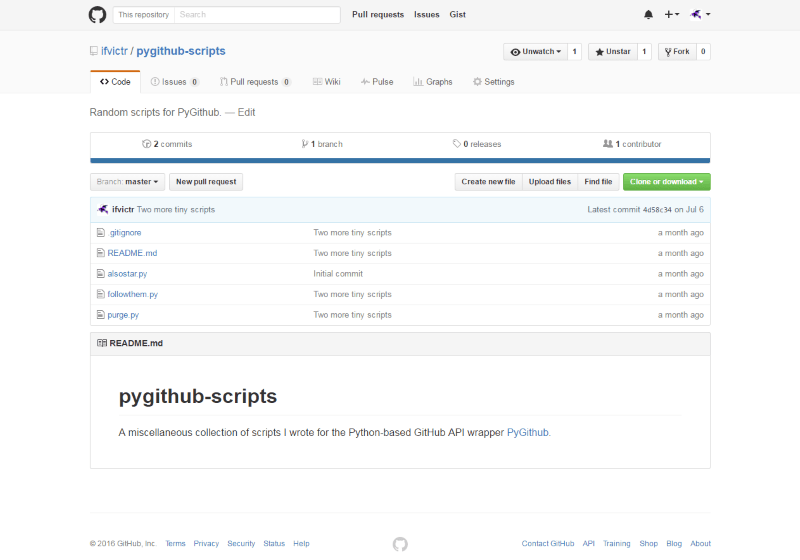 This repository Search Pull requests Issues Gist
ifvictr / pygithub-scripts Unwatch 1 Unstar 1 Fork 0
Code Issues 0 Pull requests 0 Wiki Pulse Graphs Settings
Random scripts for PyGithub. — Edit
2 commits 1 branch 0 releases 1 contributor
Branch: master New pull request Create new file Upload files Find file Clone or download
ifvictr Two more tiny scripts Latest commit 4d58c34 on Jul 6
.gitignore Two more tiny scripts a month ago
README.md Two more tiny scripts a month ago
alsostar.py Initial commit a month ago
followthem.py Two more tiny scripts a month ago
purge.py Two more tiny scripts a month ago
README.md
pygithub-scripts
A miscellaneous collection of scripts I wrote for the Python-based GitHub API wrapper PyGithub.
© 2016 GitHub, Inc. Terms Privacy Security Status Help Contact GitHub API Training Shop Blog About